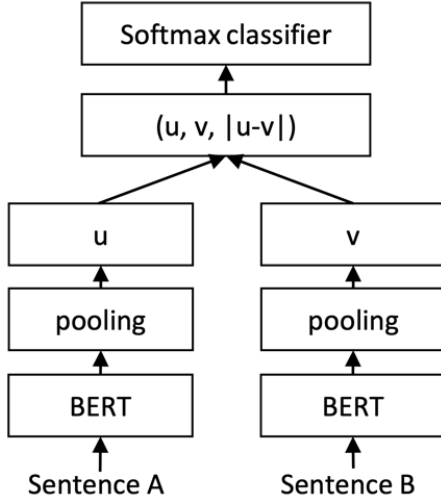 Softmax classifier
(u, v, |u-v|)
u
v
pooling
pooling
BERT
BERT
Sentence A
Sentence B